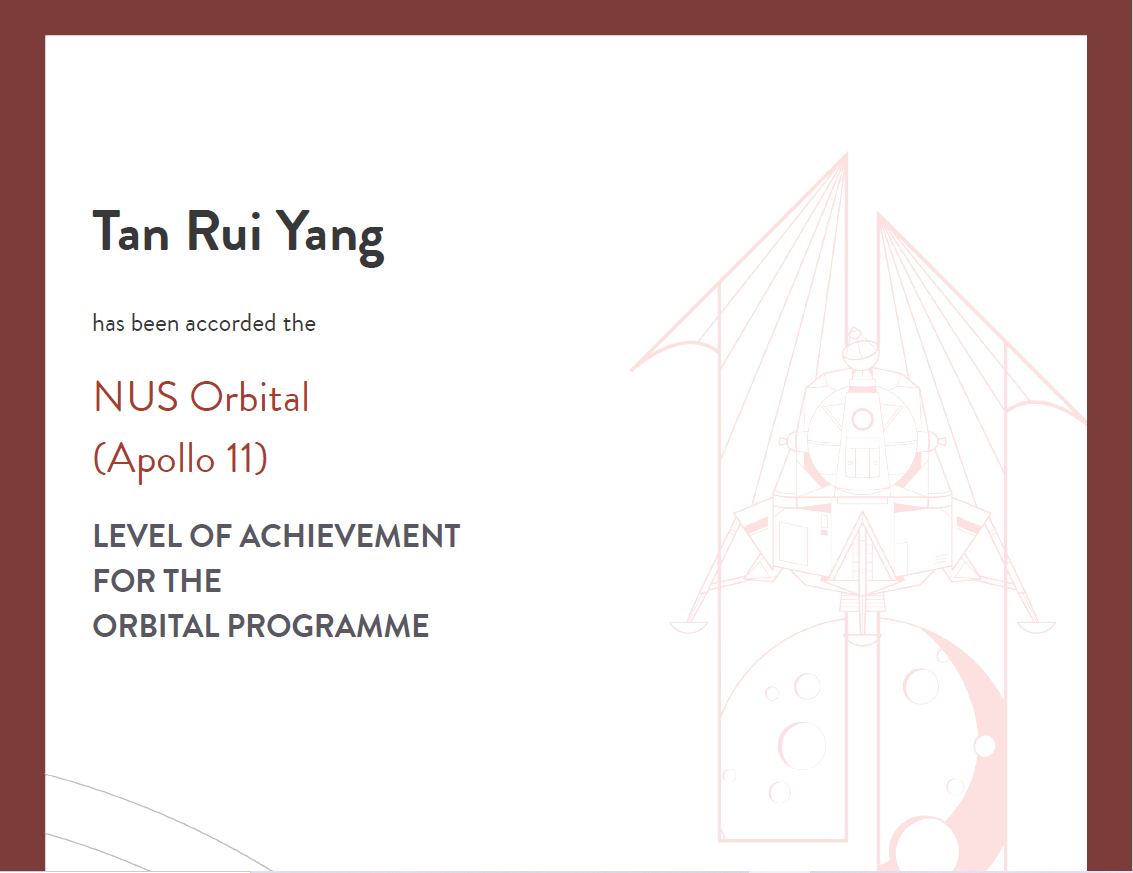 Tan Rui Yang
has been accorded the
NUS Orbital
(Apollo 11)
LEVEL OF ACHIEVEMENT
FOR THE
ORBITAL PROGRAMME